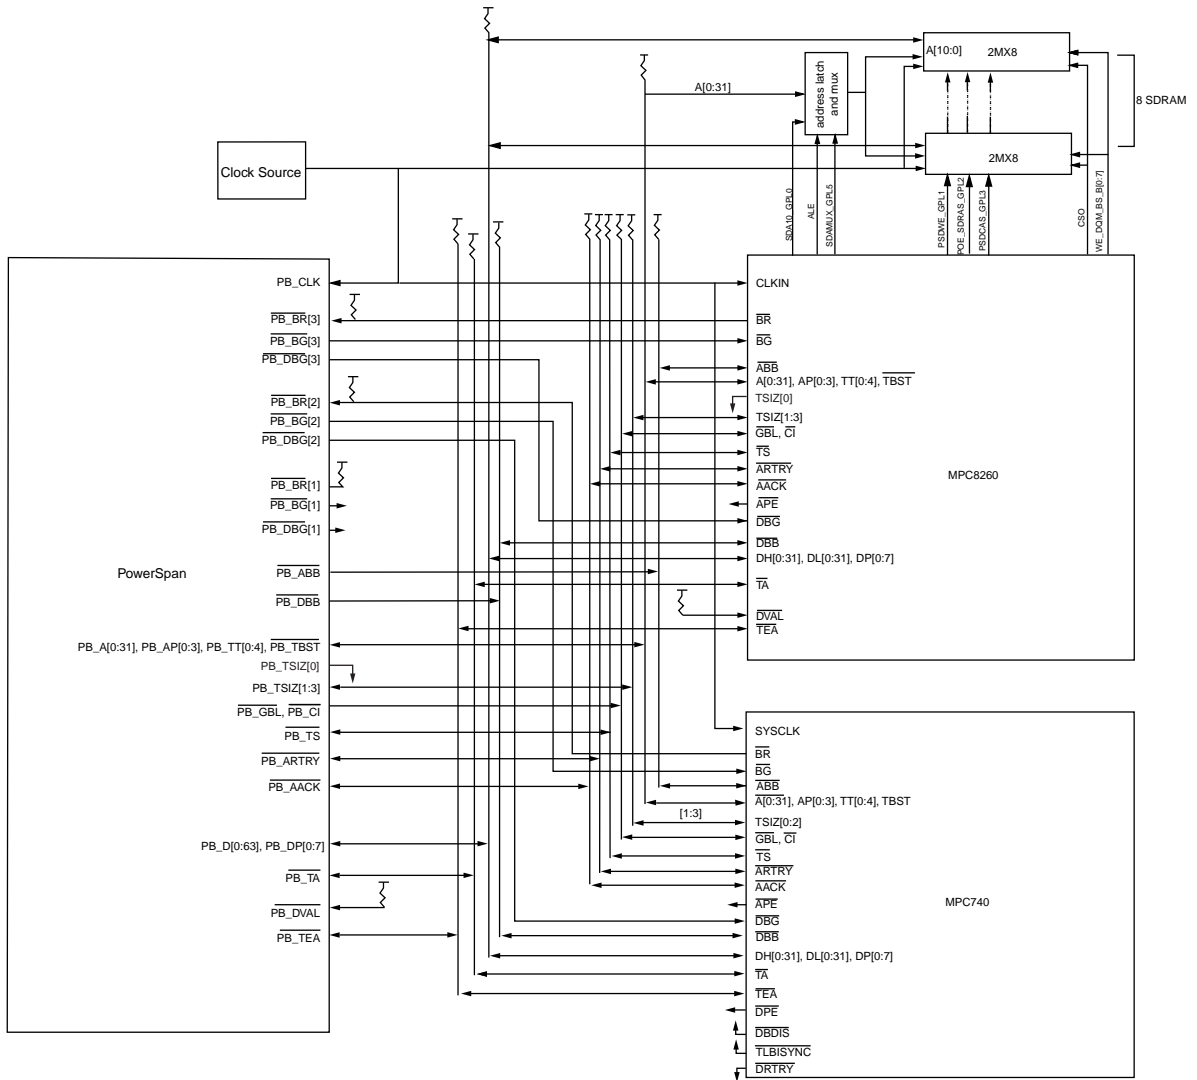 A[10:0]
2MX8
8 SDRAM
A[0:31]
address latch
and mux
2MX8
Clock Source
SDA10_GPL0
ALE
SDAMUX_GPL5
PSDWE_GPL1
POE_SDRAS_GPL2
PSDCAS_GPL3
CSO
WE_DQM_BS_B[0:7]
PowerSpan
PB_CLK
PB_BR[3]
PB_BG[3]
PB_DBG[3]
PB_BR[2]
PB_BG[2]
PB_DBG[2]
PB_BR[1]
PB_BG[1]
PB_DBG[1]
PB_ABB
PB_DBB
PB_A[0:31], PB_AP[0:3], PB_TT[0:4], PB_TBST
PB_TSIZ[0]
PB_TSIZ[1:3]
PB_GBL, PB_CI
PB_TS
PB_ARTRY
PB_AACK
PB_D[0:63], PB_DP[0:7]
PB_TA
PB_DVAL
PB_TEA
MPC8260
CLKIN
BR
BG
ABB
A[0:31], AP[0:3], TT[0:4], TBST
TSIZ[0]
TSIZ[1:3]
GBL, CI
TS
ARTRY
AACK
APE
DBG
DBB
DH[0:31], DL[0:31], DP[0:7]
TA
DVAL
TEA
MPC740
SYSCLK
BR
BG
ABB
A[0:31], AP[0:3], TT[0:4], TBST
[1:3]
TSIZ[0:2]
GBL, CI
TS
ARTRY
AACK
APE
DBG
DBB
DH[0:31], DL[0:31], DP[0:7]
TA
TEA
DPE
DBDIS
TLBISYNC
DRTRY